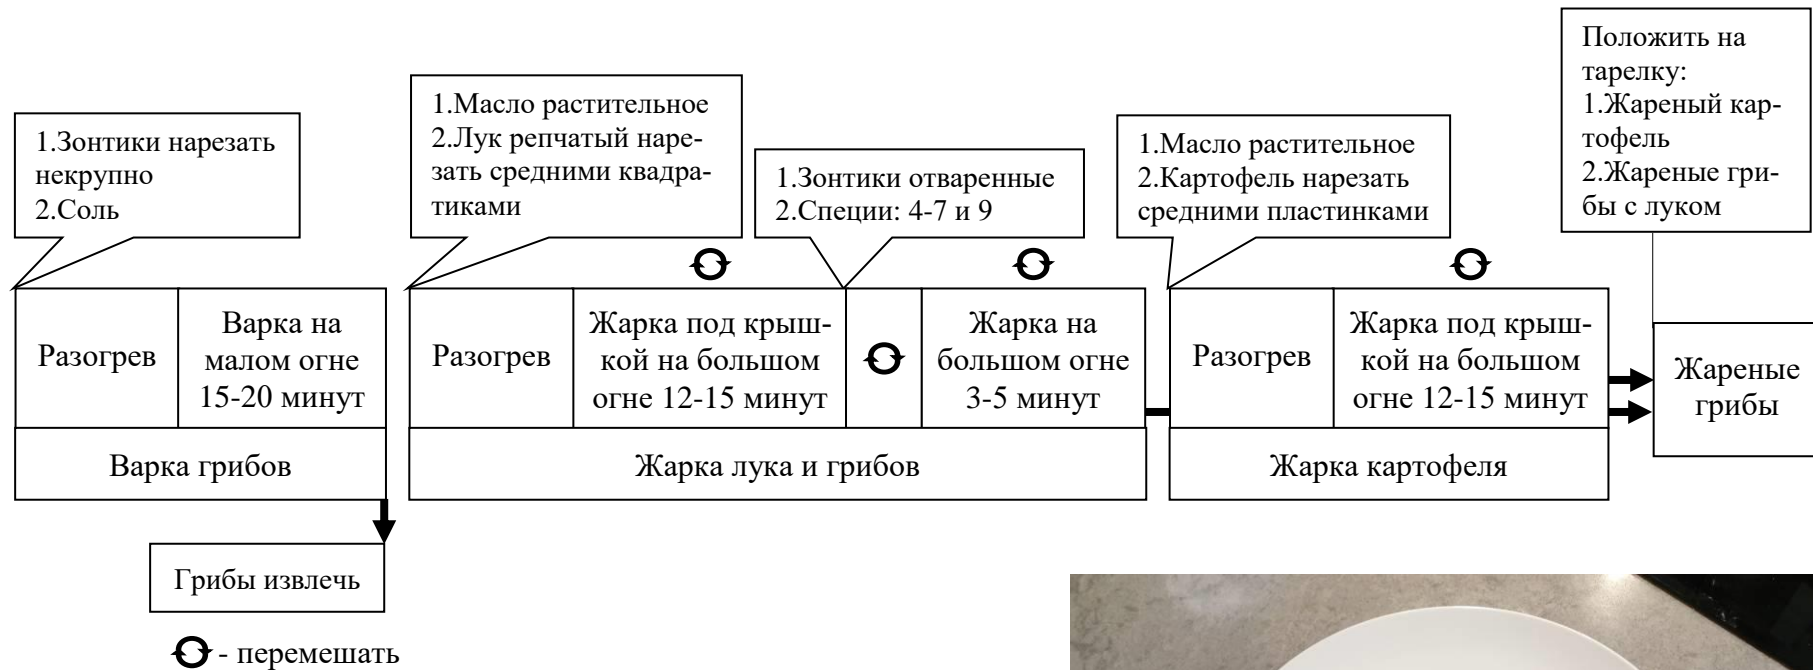 1.Зонтики нарезать
некрупно
2.Соль
1.Масло растительное
2.Лук репчатый наре-
зать средними квадра-
тиками
1.Зонтики отваренные
2.Специи: 4-7 и 9
1.Масло растительное
2.Картофель нарезать
средними пластинками
Положить на
тарелку:
1.Жареный кар-
тофель
2.Жареные гри-
бы с луком
Разогрев
Варка на
малом огне
15-20 минут
Варка грибов
Разогрев
Жарка под крыш-
кой на большом
огне 12-15 минут
Жарка на
большом огне
3-5 минут
Жарка лука и грибов
Разогрев
Жарка под крыш-
кой на большом
огне 12-15 минут
Жарка картофеля
Жареные
грибы
Грибы извлечь
- перемешать